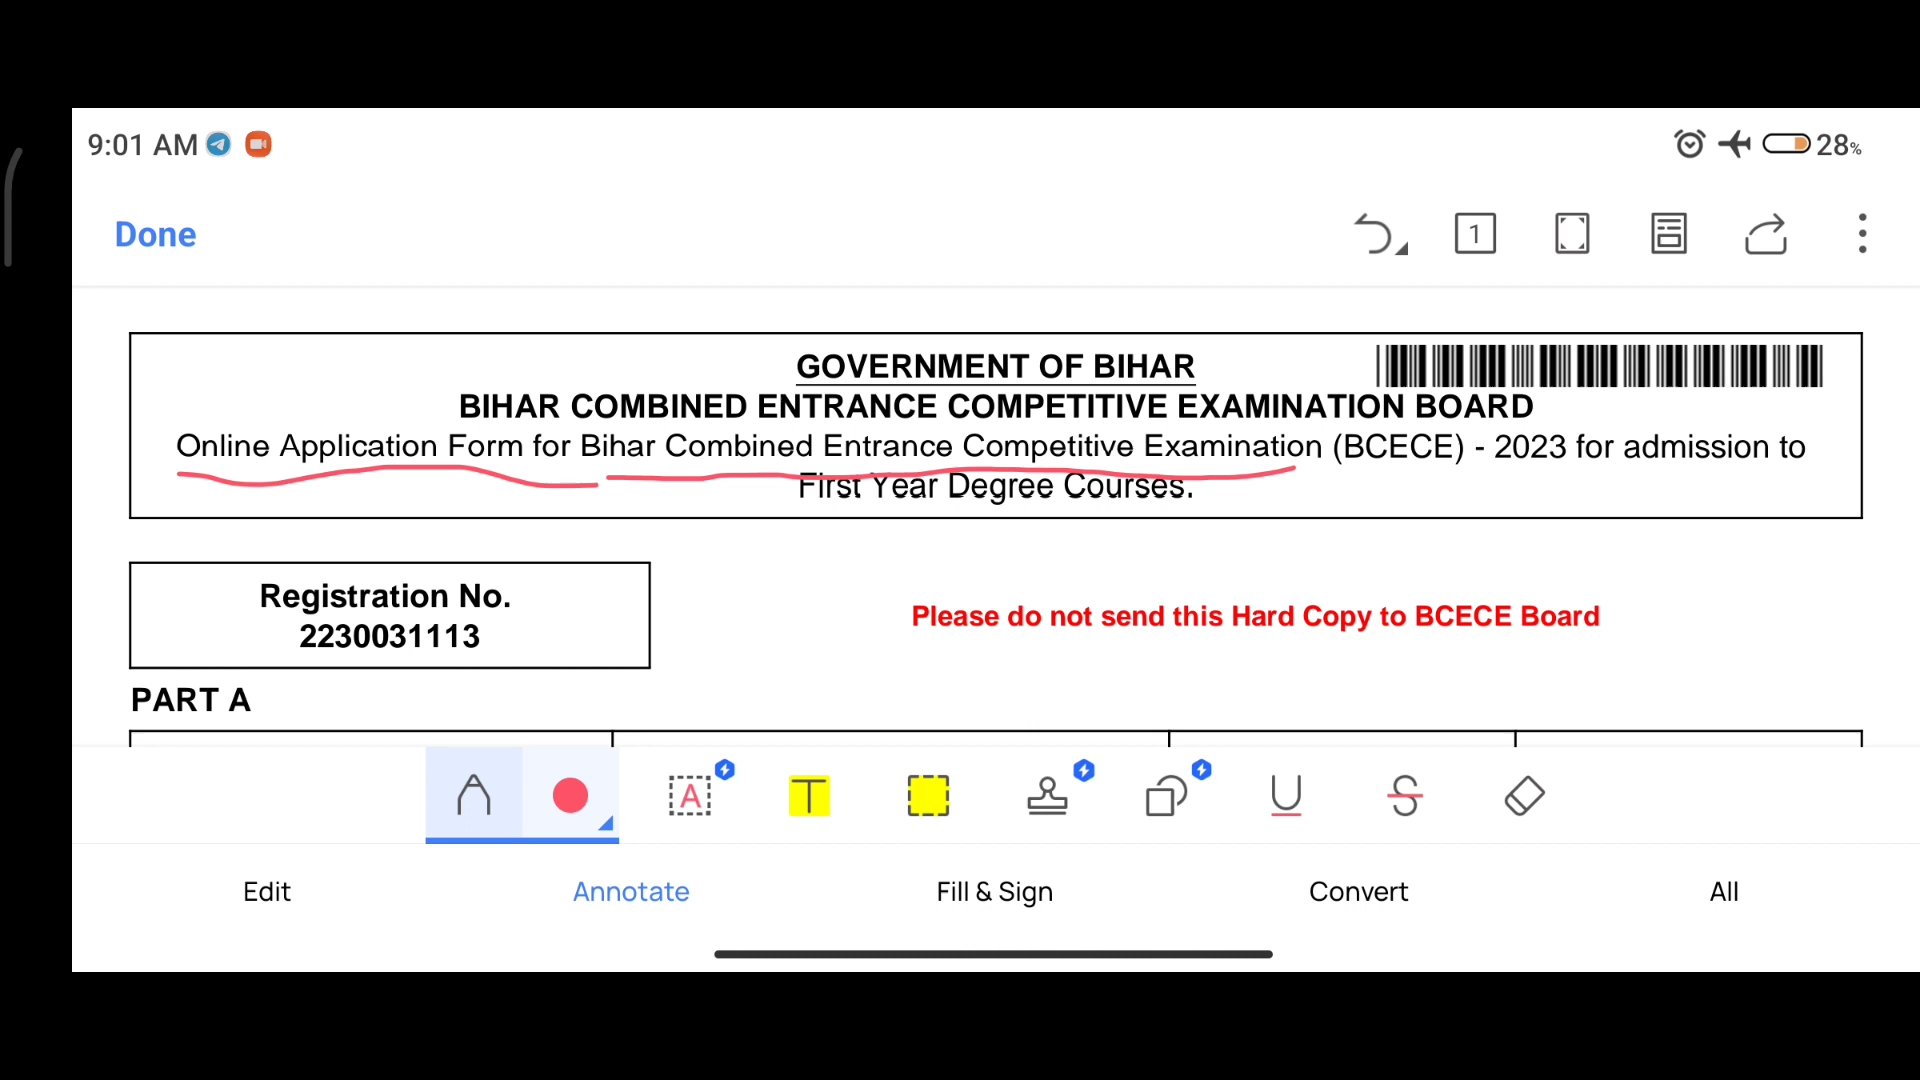 9:01 AM
28%
Done
1
GOVERNMENT OF BIHAR
BIHAR COMBINED ENTRANCE COMPETITIVE EXAMINATION BOARD
Online Application Form for Bihar Combined Entrance Competitive Examination (BCECE) - 2023 for admission to
First Year Degree Courses.
Registration No.
2230031113
Please do not send this Hard Copy to BCECE Board
PART A
A
T
U
S
Edit
Annotate
Fill & Sign
Convert
All